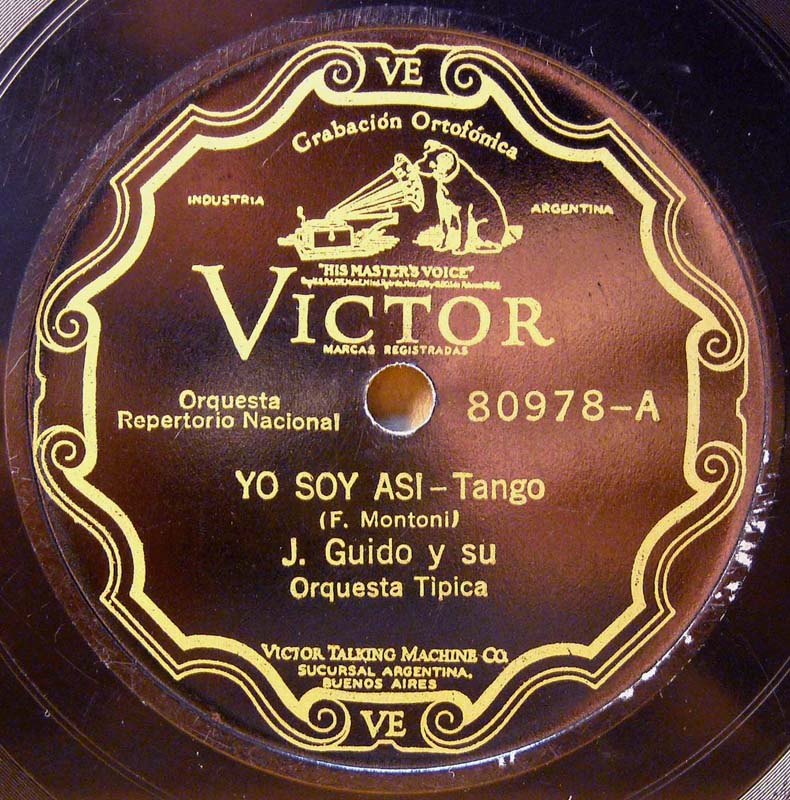 VE
Grabación Ortofónica
INDUSTRIA
ARGENTINA
"HIS MASTER'S VOICE"
VICTOR
MARCAS REGISTRADAS
Orquesta
Repertorio Nacional
80978-A
YO SOY ASI - Tango
(F. Montoni)
J. Guido y su
Orquesta Típica
VICTOR TALKING MACHINE CO.
SUCURSAL ARGENTINA,
BUENOS AIRES
VE